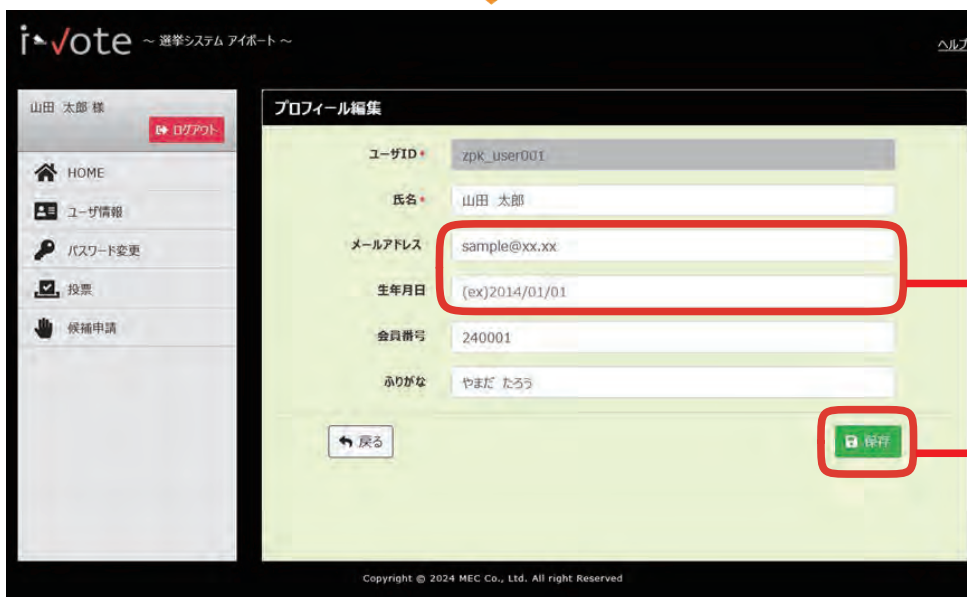 i-vote ～ 選挙システム アイボート ～
ヘルプ
山田 太郎 様
ログアウト
HOME
ユーザ情報
パスワード変更
投票
候補申請
プロフィール編集
ユーザID • zpk_user001
氏名 • 山田 太郎
メールアドレス sample@xx.xx
生年月日 (ex)2014/01/01
会員番号 240001
ふりがな やまだ たろう
戻る
保存
Copyright © 2024 MEC Co., Ltd. All right Reserved